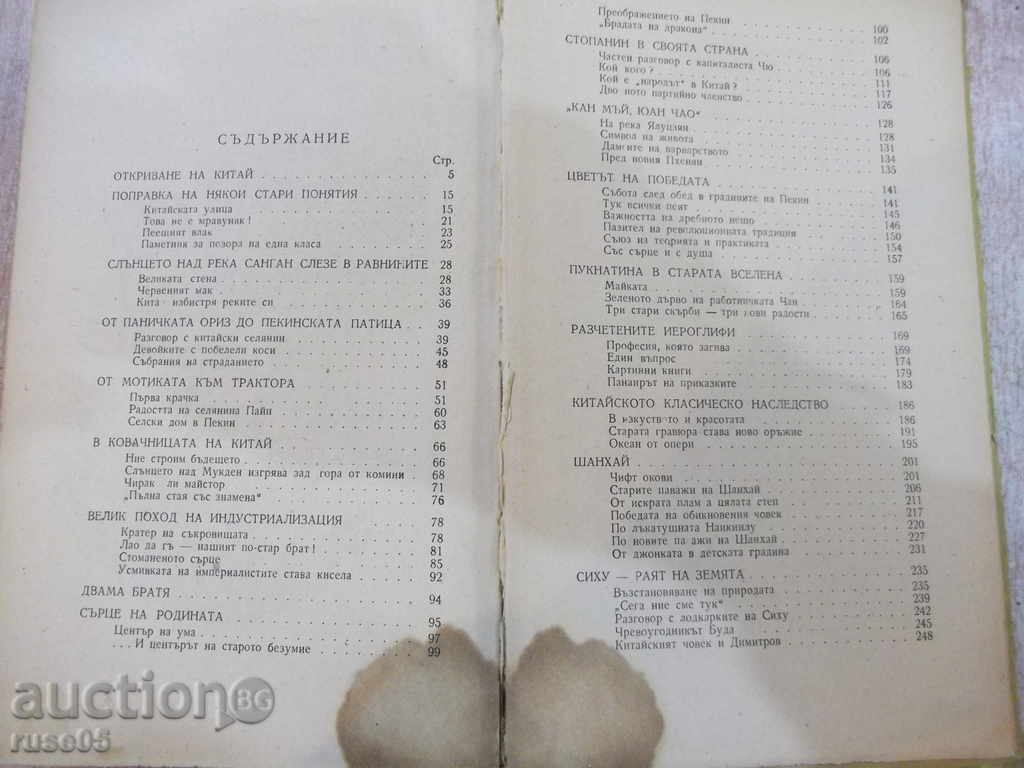 СЪДЪРЖАНИЕ
Стр.
ОТКРИВАНЕ НА КИТАЙ 5
ПОПРАВКА НА НЯКОИ СТАРИ ПОНЯТИЯ 15
Китайската улица 15
Това не е мравуник! 21
Пеещият влак 23
Паметник за позора на една класа 25
СЛЪНЦЕТО НАД РЕКА САНГАН СЛЕЗЕ В РАВНИНИТЕ 28
Великата стена 28
Червеният мак 33
Кита избистря реките си 36
ОТ ПАНИЧКАТА ОРИЗ ДО ПЕКИНСКАТА ПАТИЦА 39
Разговор с китайски селянин 39
Девойките с побелели коси 45
Събрания на страданието 48
ОТ МОТИКАТА КЪМ ТРАКТОРА 51
Първа крачка 51
Радостта на селянина Пайн 60
Селски дом в Пекин 63
В КОВАЧНИЦАТА НА КИТАЙ 66
Ние строим бъдещето 66
Слънцето над Мукден изгрява зад гора от комини 68
Чирак ли майстор 71
„Пълна стая със знамена“ 76
ВЕЛИК ПОХОД НА ИНДУСТРИАЛИЗАЦИЯ 78
Кратер на съкровищата 78
Лао да гъ — нашият по-стар брат! 81
Стоманеното сърце 85
Усмивката на империалистите става кисела 92
ДВАМА БРАТЯ 94
СЪРЦЕ НА РОДИНАТА 95
Център на ума 97
...И центърът на старото безумие 99
Преображението на Пекин 100
„Брадата на дракона“ 102
СТОПАНИН В СВОЯТА СТРАНА 106
Частен разговор с капиталиста Чю 106
Кой кого? 111
Кой е „народът“ в Китай? 117
Дво ното партийно членство 126
„КАН МЪЙ, ЮАН ЧАО“ 128
На река Ялуцзян 128
Символ на живота 131
Дамгите на варварството 134
Пред новия Пхенян 135
ЦВЕТЪТ НА ПОБЕДАТА 141
Събота след обед в градините на Пекин 141
Тук всички пеят 145
Важността на дребното нещо 146
Пазител на революционната традиция 150
Съюз на теорията и практиката 154
Със сърце и с душа 157
ПУКНАТИНА В СТАРАТА ВСЕЛЕНА 159
Майката 159
Зеленото дърво на работничката Чан 164
Три стари скърби — три нови радости 165
РАЗЧЕТЕНИТЕ ИЕРОГЛИФИ 169
Професия, която загива 169
Един въпрос 174
Картинни книги 179
Панаирът на приказките 183
КИТАЙСКОТО КЛАСИЧЕСКО НАСЛЕДСТВО 186
В изкуството и красотата 186
Старата гравюра става ново оръжие 191
Океан от опери 195
ШАНХАЙ 201
Чифт окови 201
Старите паважи на Шанхай 206
От искрата плам а цялата степ 211
Победата на обикновения човек 217
По лъкатушната Нанкинлу 220
По новите па ажи на Шанхай 227
От джонката в детската градина 231
СИХУ — РАЯТ НА ЗЕМЯТА 235
Възстановяване на природата 235
„Сега ние сме тук“ 239
Разговор с лодкарките на Сиху 242
Чревоугодникът Буда 245
Китайският човек и Димитров 248
auction BG
ruse05